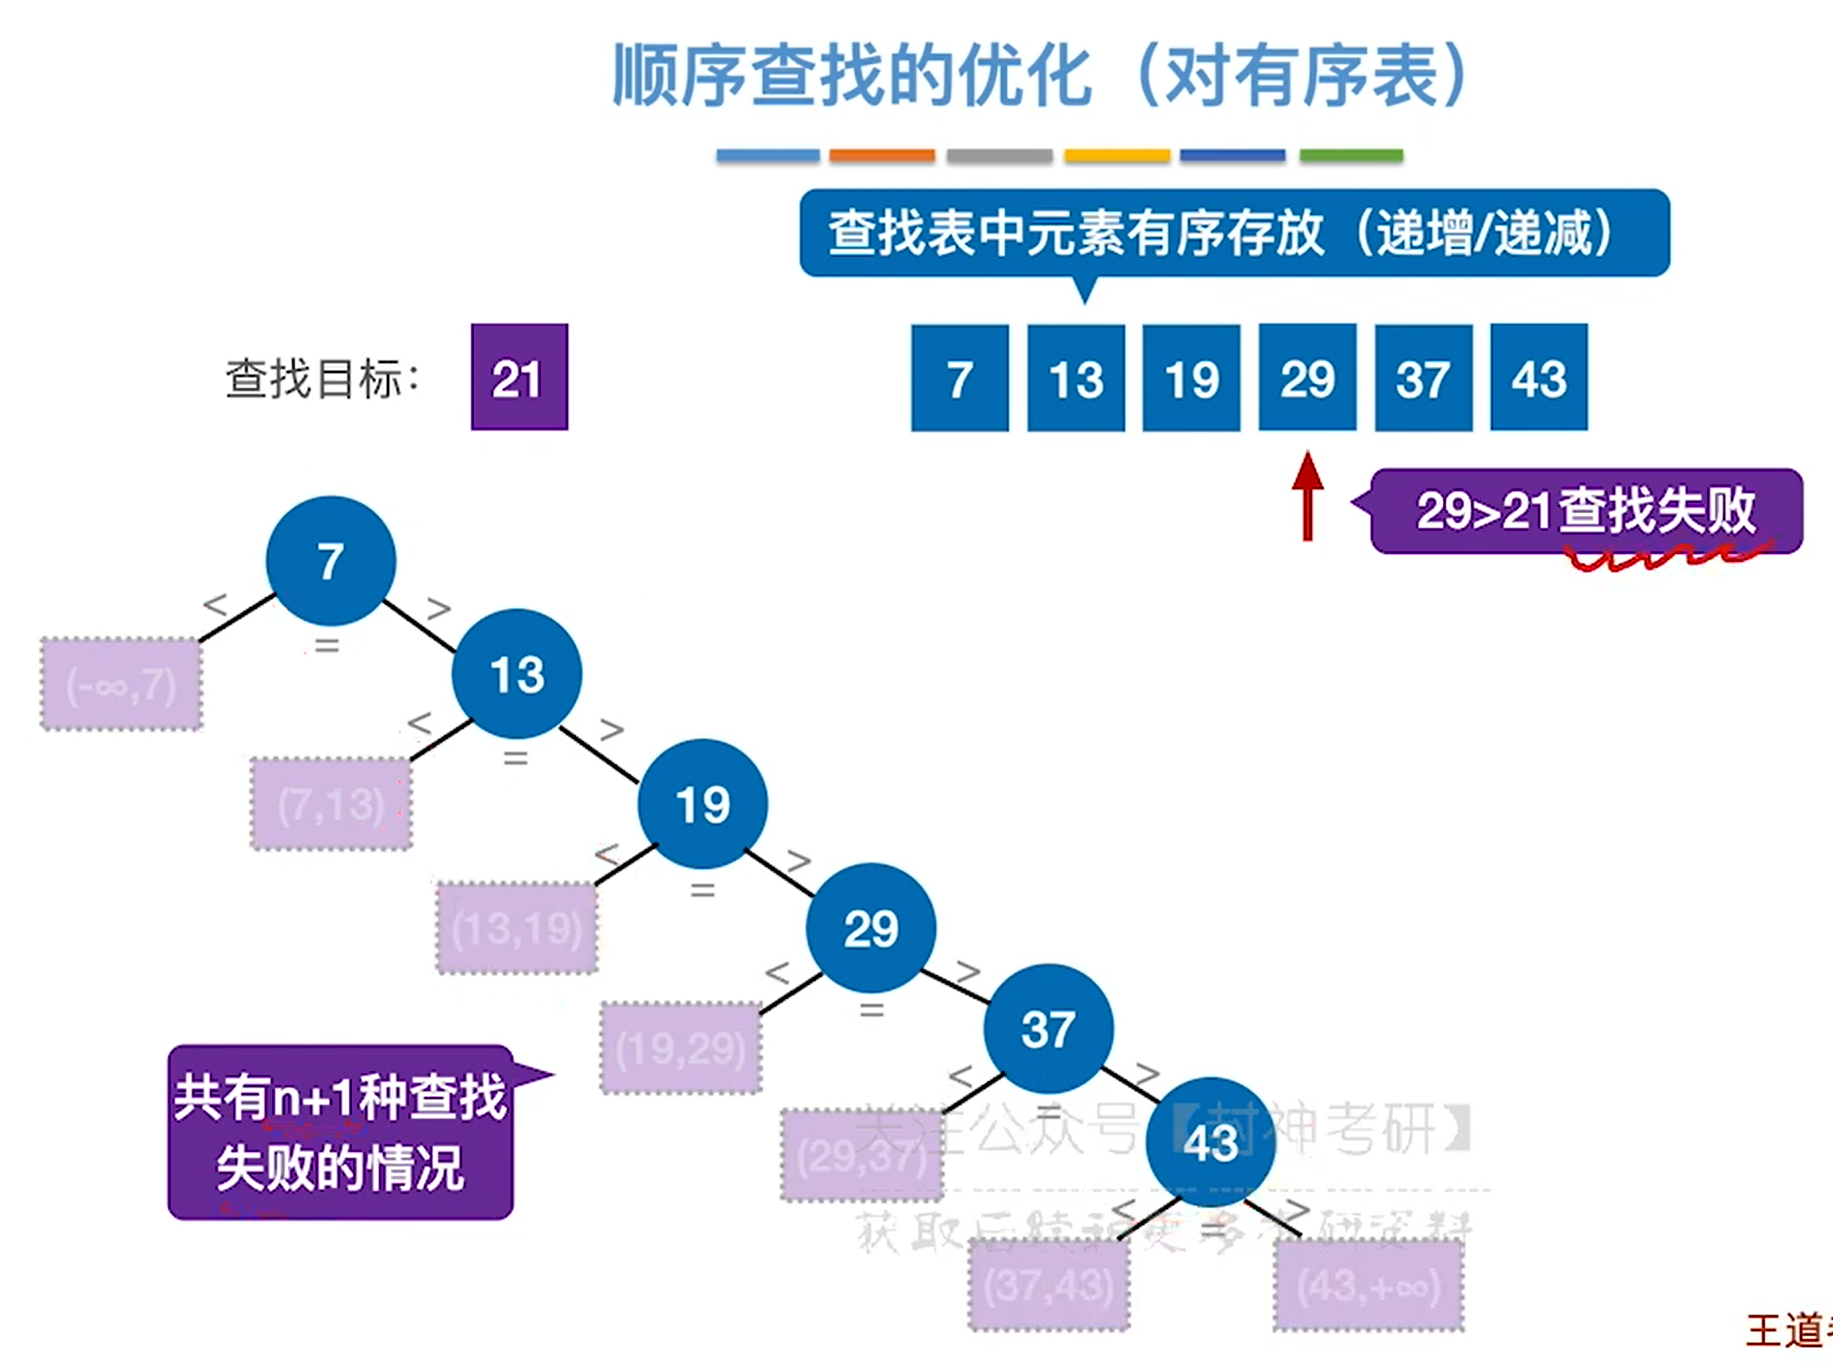 顺序查找的优化（对有序表）
查找表中元素有序存放（递增/递减）
查找目标：
21
7 13 19 29 37 43
29>21查找失败
7
< = >
(-∞,7)
13
< = >
(7,13)
19
< = >
(13,19)
29
< = >
(19,29)
37
< = >
(29,37)
43
< = >
(37,43)
(43,+∞)
共有n+1种查找
失败的情况
关注公众号【封神考研】
获取后续和更多考研资料
王道